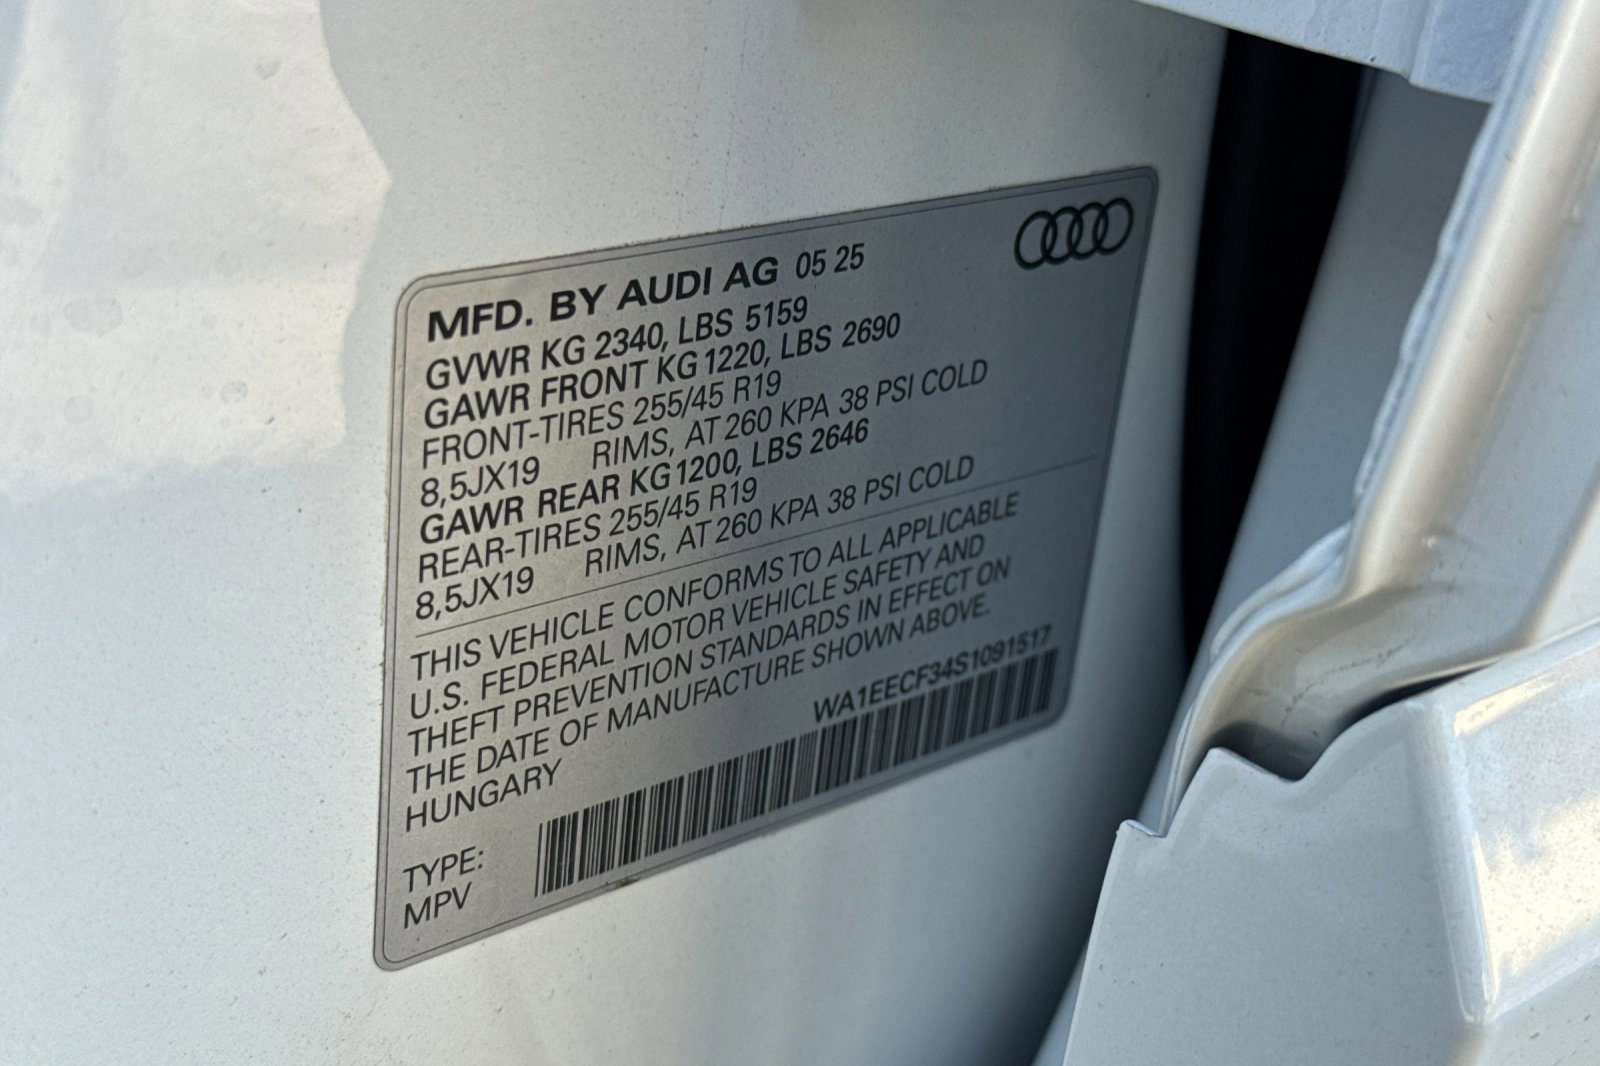 MFD. BY AUDI AG 05 25
GVWR KG 2340, LBS 5159
GAWR FRONT KG 1220, LBS 2690
FRONT-TIRES 255/45 R19
8,5JX19 RIMS, AT 260 KPA 38 PSI COLD
GAWR REAR KG 1200, LBS 2646
REAR-TIRES 255/45 R19
8,5JX19 RIMS, AT 260 KPA 38 PSI COLD
THIS VEHICLE CONFORMS TO ALL APPLICABLE
U.S. FEDERAL MOTOR VEHICLE SAFETY AND
THEFT PREVENTION STANDARDS IN EFFECT ON
THE DATE OF MANUFACTURE SHOWN ABOVE.
HUNGARY
WA1EECF34S1091517
TYPE:
MPV